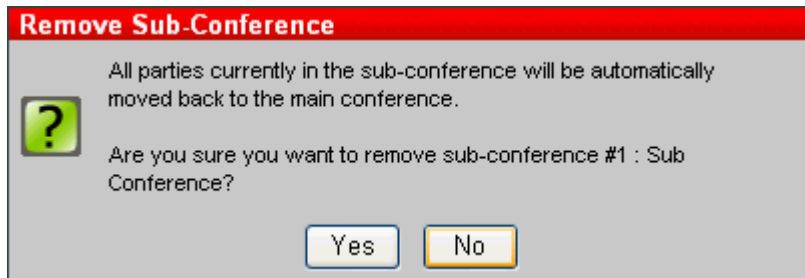 Remove Sub-Conference
All parties currently in the sub-conference will be automatically
moved back to the main conference.
?
Are you sure you want to remove sub-conference #1 : Sub
Conference?
Yes No